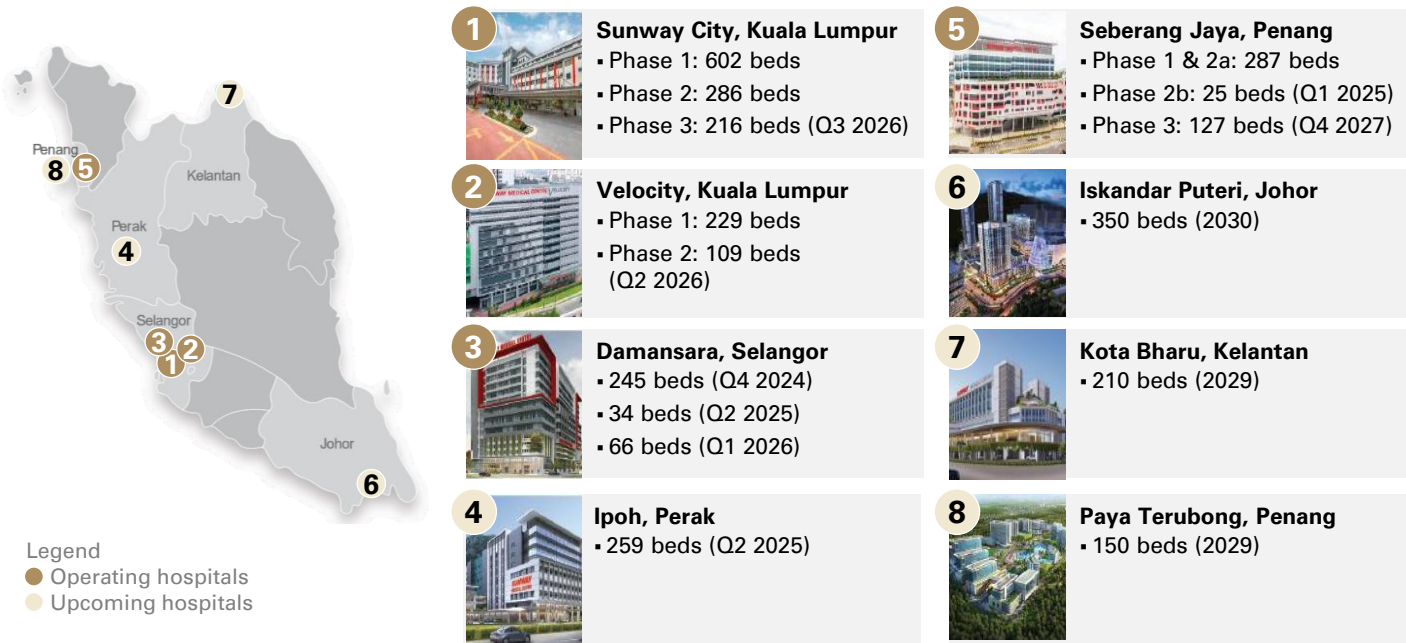 Penang
8
5
7
Kelantan
Perak
4
Selangor
3
2
1
Johor
6
Legend
Operating hospitals
Upcoming hospitals
1
Sunway City, Kuala Lumpur
▪ Phase 1: 602 beds
▪ Phase 2: 286 beds
▪ Phase 3: 216 beds (Q3 2026)
2
Velocity, Kuala Lumpur
▪ Phase 1: 229 beds
▪ Phase 2: 109 beds
(Q2 2026)
3
Damansara, Selangor
▪ 245 beds (Q4 2024)
▪ 34 beds (Q2 2025)
▪ 66 beds (Q1 2026)
4
SUNWAY
Ipoh, Perak
▪ 259 beds (Q2 2025)
5
Seberang Jaya, Penang
▪ Phase 1 & 2a: 287 beds
▪ Phase 2b: 25 beds (Q1 2025)
▪ Phase 3: 127 beds (Q4 2027)
6
Iskandar Puteri, Johor
▪ 350 beds (2030)
7
Kota Bharu, Kelantan
▪ 210 beds (2029)
8
Paya Terubong, Penang
▪ 150 beds (2029)